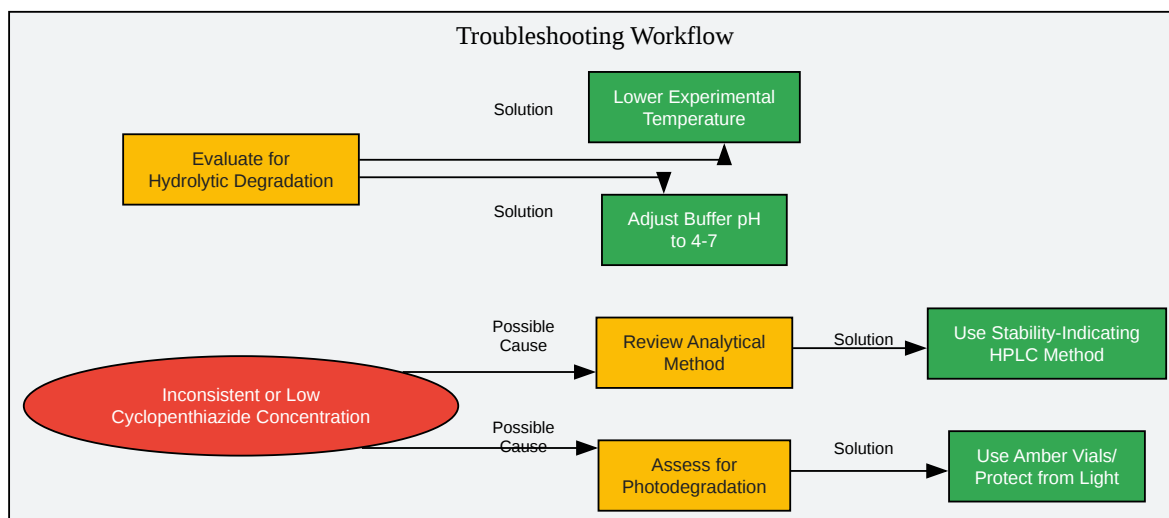 Troubleshooting Workflow
Solution
Lower Experimental
Temperature
Evaluate for
Hydrolytic Degradation
Solution
Adjust Buffer pH
to 4-7
Possible
Cause
Review Analytical
Method
Solution
Use Stability-Indicating
HPLC Method
Inconsistent or Low
Cyclopenthiazide Concentration
Possible
Cause
Assess for
Photodegradation
Solution
Use Amber Vials/
Protect from Light